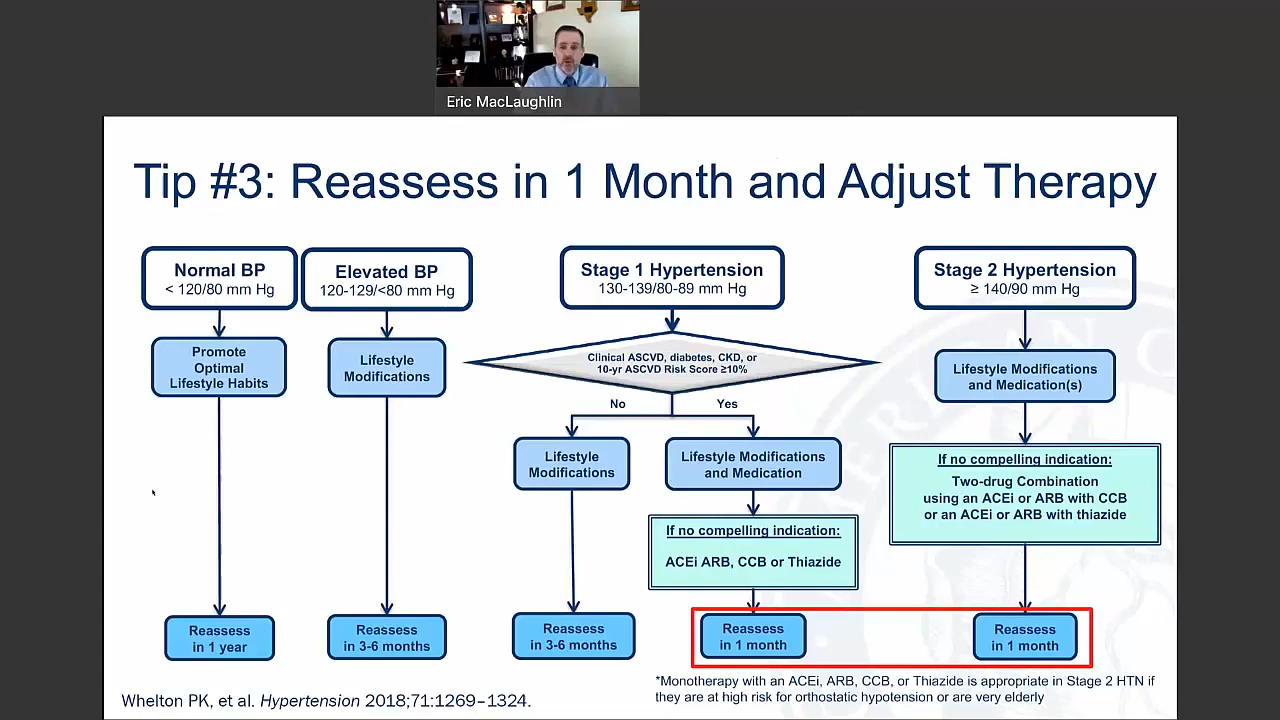 Eric MacLaughlin
Tip #3: Reassess in 1 Month and Adjust Therapy
Normal BP
< 120/80 mm Hg
Elevated BP
120-129/<80 mm Hg
Stage 1 Hypertension
130-139/80-89 mm Hg
Stage 2 Hypertension
≥ 140/90 mm Hg
Promote
Optimal
Lifestyle Habits
Lifestyle
Modifications
Clinical ASCVD, diabetes, CKD, or
10-yr ASCVD Risk Score ≥10%
Lifestyle Modifications
and Medication(s)
No
Yes
Lifestyle
Modifications
Lifestyle Modifications
and Medication
If no compelling indication:
Two-drug Combination
using an ACEi or ARB with CCB
or an ACEi or ARB with thiazide
If no compelling indication:
ACEi ARB, CCB or Thiazide
Reassess
in 1 year
Reassess
in 3-6 months
Reassess
in 3-6 months
Reassess
in 1 month
Reassess
in 1 month
*Monotherapy with an ACEi, ARB, CCB, or Thiazide is appropriate in Stage 2 HTN if
they are at high risk for orthostatic hypotension or are very elderly
Whelton PK, et al. Hypertension 2018;71:1269–1324.